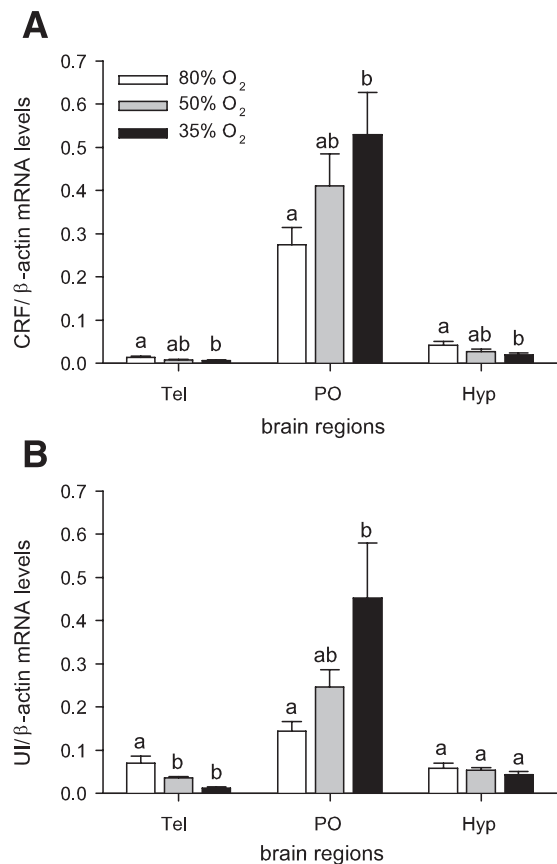 A
80% O₂
50% O₂
35% O₂
CRF/β-actin mRNA levels
0.7
0.6
0.5
0.4
0.3
0.2
0.1
0.0
a ab b
a ab b
a ab b
Tel PO Hyp
brain regions
B
UI/β-actin mRNA levels
0.7
0.6
0.5
0.4
0.3
0.2
0.1
0.0
a b b
a ab b
a a a
Tel PO Hyp
brain regions